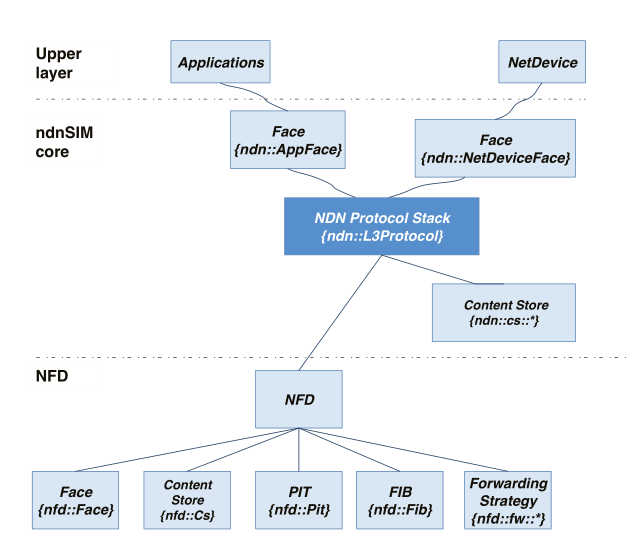 Upper
layer
Applications
NetDevice
ndnSIM
core
Face
{ndn::AppFace}
Face
{ndn::NetDeviceFace}
NDN Protocol Stack
{ndn::L3Protocol}
Content Store
{ndn::cs::*}
NFD
NFD
Face
{nfd::Face}
Content
Store
{nfd::Cs}
PIT
{nfd::Pit}
FIB
{nfd::Fib}
Forwarding
Strategy
{nfd::fw::*}